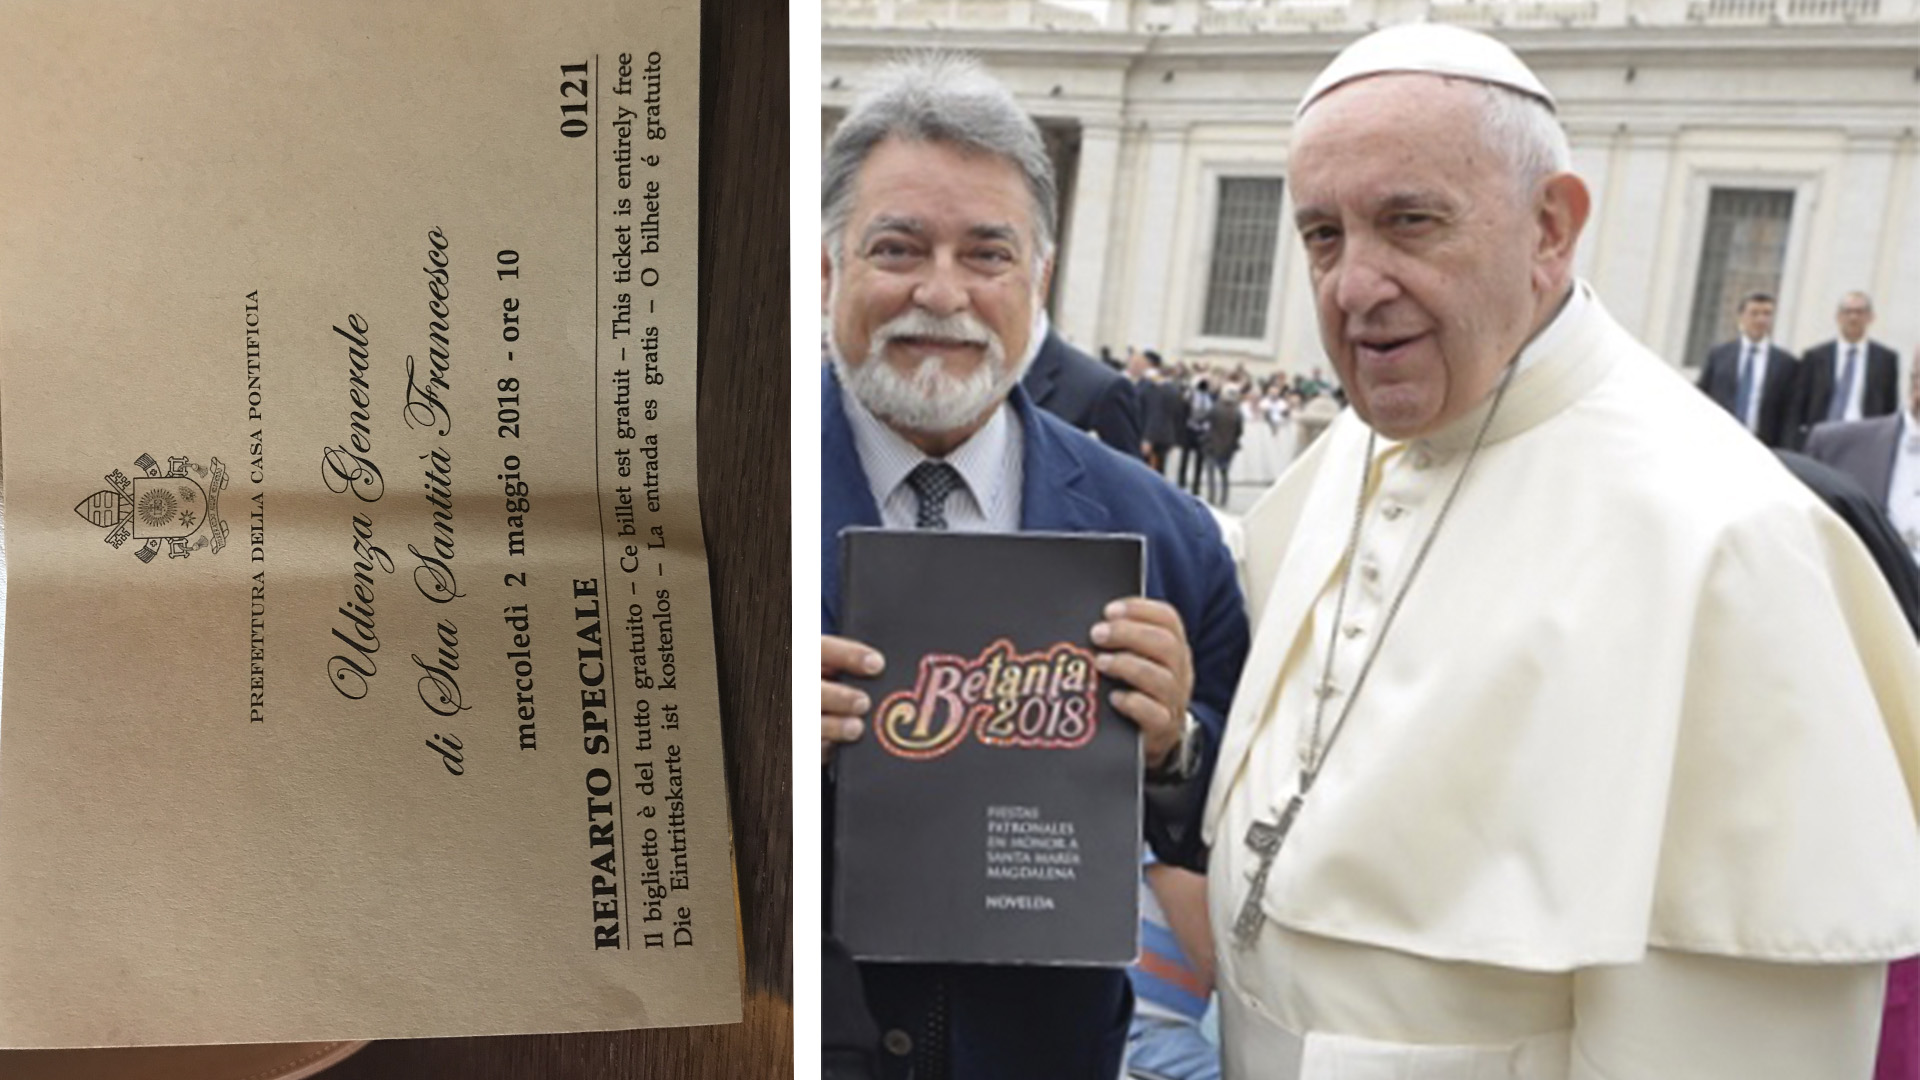 PREFETTURA DELLA CASA PONTIFICIA
Udienza Generale
di Sua Santità Francesco
mercoledì 2 maggio 2018 - ore 10
REPARTO SPECIALE 0121
Il biglietto è del tutto gratuito – Ce billet est gratuit – This ticket is entirely free
Die Eintrittskarte ist kostenlos – La entrada es gratis – O bilhete é gratuito
Betania
2018
FIESTAS
PATRONALES
EN HONOR A
SANTA MARÍA
MAGDALENA
NOVELDA